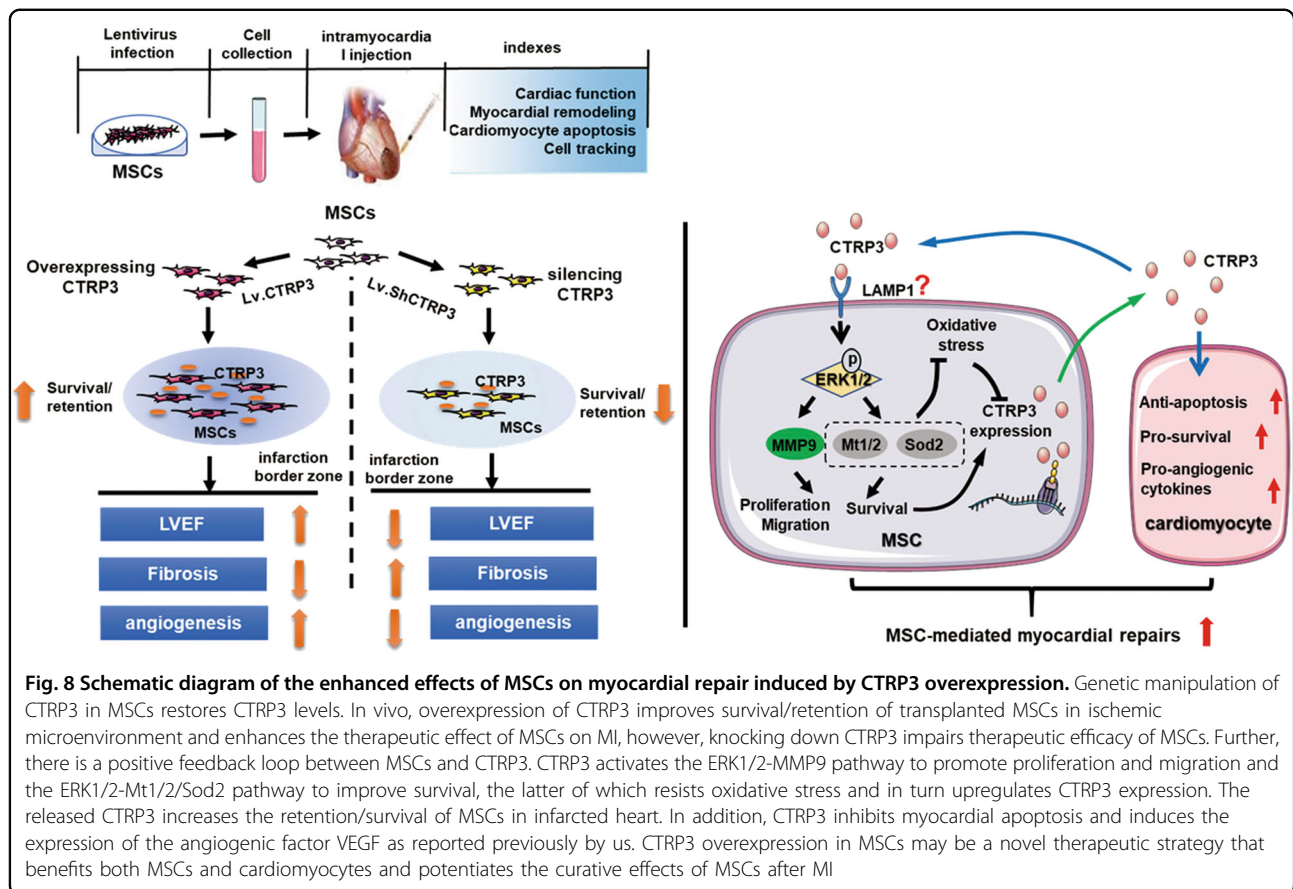 Lentivirus
infection
Cell
collection
intramyocardia
l injection
indexes
Cardiac function
Myocardial remodeling
Cardiomyocyte apoptosis
Cell tracking
MSCs
MSCs
Overexpressing
CTRP3
Lv.CTRP3
Lv.ShCTRP3
silencing
CTRP3
Survival/
retention
CTRP3
MSCs
CTRP3
MSCs
Survival/
retention
infarction
border zone
infarction
border zone
LVEF
Fibrosis
angiogenesis
LVEF
Fibrosis
angiogenesis
CTRP3
LAMP1?
CTRP3
Oxidative
stress
p
ERK1/2
CTRP3
expression
MMP9
Mt1/2
Sod2
Proliferation
Migration
Survival
MSC
Anti-apoptosis
Pro-survival
Pro-angiogenic
cytokines
cardiomyocyte
MSC-mediated myocardial repairs
Fig. 8 Schematic diagram of the enhanced effects of MSCs on myocardial repair induced by CTRP3 overexpression. Genetic manipulation of
CTRP3 in MSCs restores CTRP3 levels. In vivo, overexpression of CTRP3 improves survival/retention of transplanted MSCs in ischemic
microenvironment and enhances the therapeutic effect of MSCs on MI, however, knocking down CTRP3 impairs therapeutic efficacy of MSCs. Further,
there is a positive feedback loop between MSCs and CTRP3. CTRP3 activates the ERK1/2-MMP9 pathway to promote proliferation and migration and
the ERK1/2-Mt1/2/Sod2 pathway to improve survival, the latter of which resists oxidative stress and in turn upregulates CTRP3 expression. The
released CTRP3 increases the retention/survival of MSCs in infarcted heart. In addition, CTRP3 inhibits myocardial apoptosis and induces the
expression of the angiogenic factor VEGF as reported previously by us. CTRP3 overexpression in MSCs may be a novel therapeutic strategy that
benefits both MSCs and cardiomyocytes and potentiates the curative effects of MSCs after MI